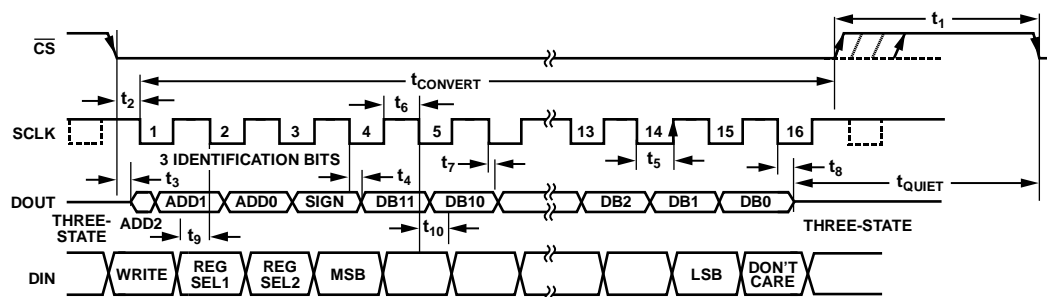 t1
CS
tCONVERT
t2
t6
SCLK
1 2 3 4 5 13 14 15 16
3 IDENTIFICATION BITS
t7
t5
t3
t4
t8
tQUIET
DOUT
ADD1 ADD0 SIGN DB11 DB10 DB2 DB1 DB0
THREE-
STATE
ADD2
THREE-STATE
t9
t10
DIN
WRITE
REG
SEL1
REG
SEL2
MSB
LSB
DON'T
CARE